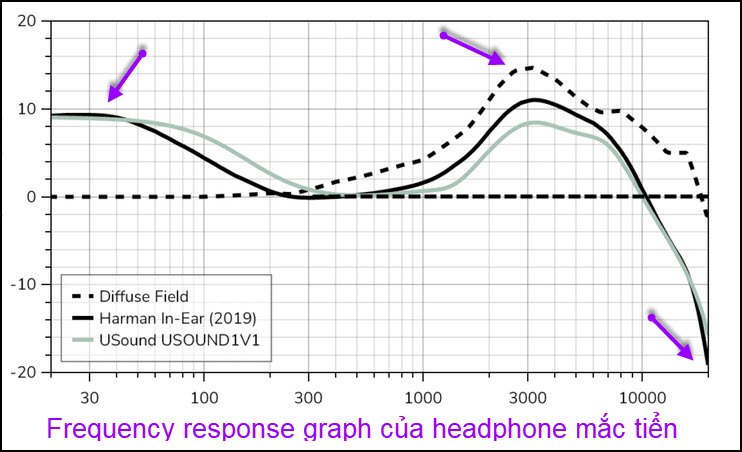 20
10
0
-10
-20
Diffuse Field
Harman In-Ear (2019)
USound USOUND1V1
30 100 300 1000 3000 10000
Frequency response graph của headphone mắc tiển